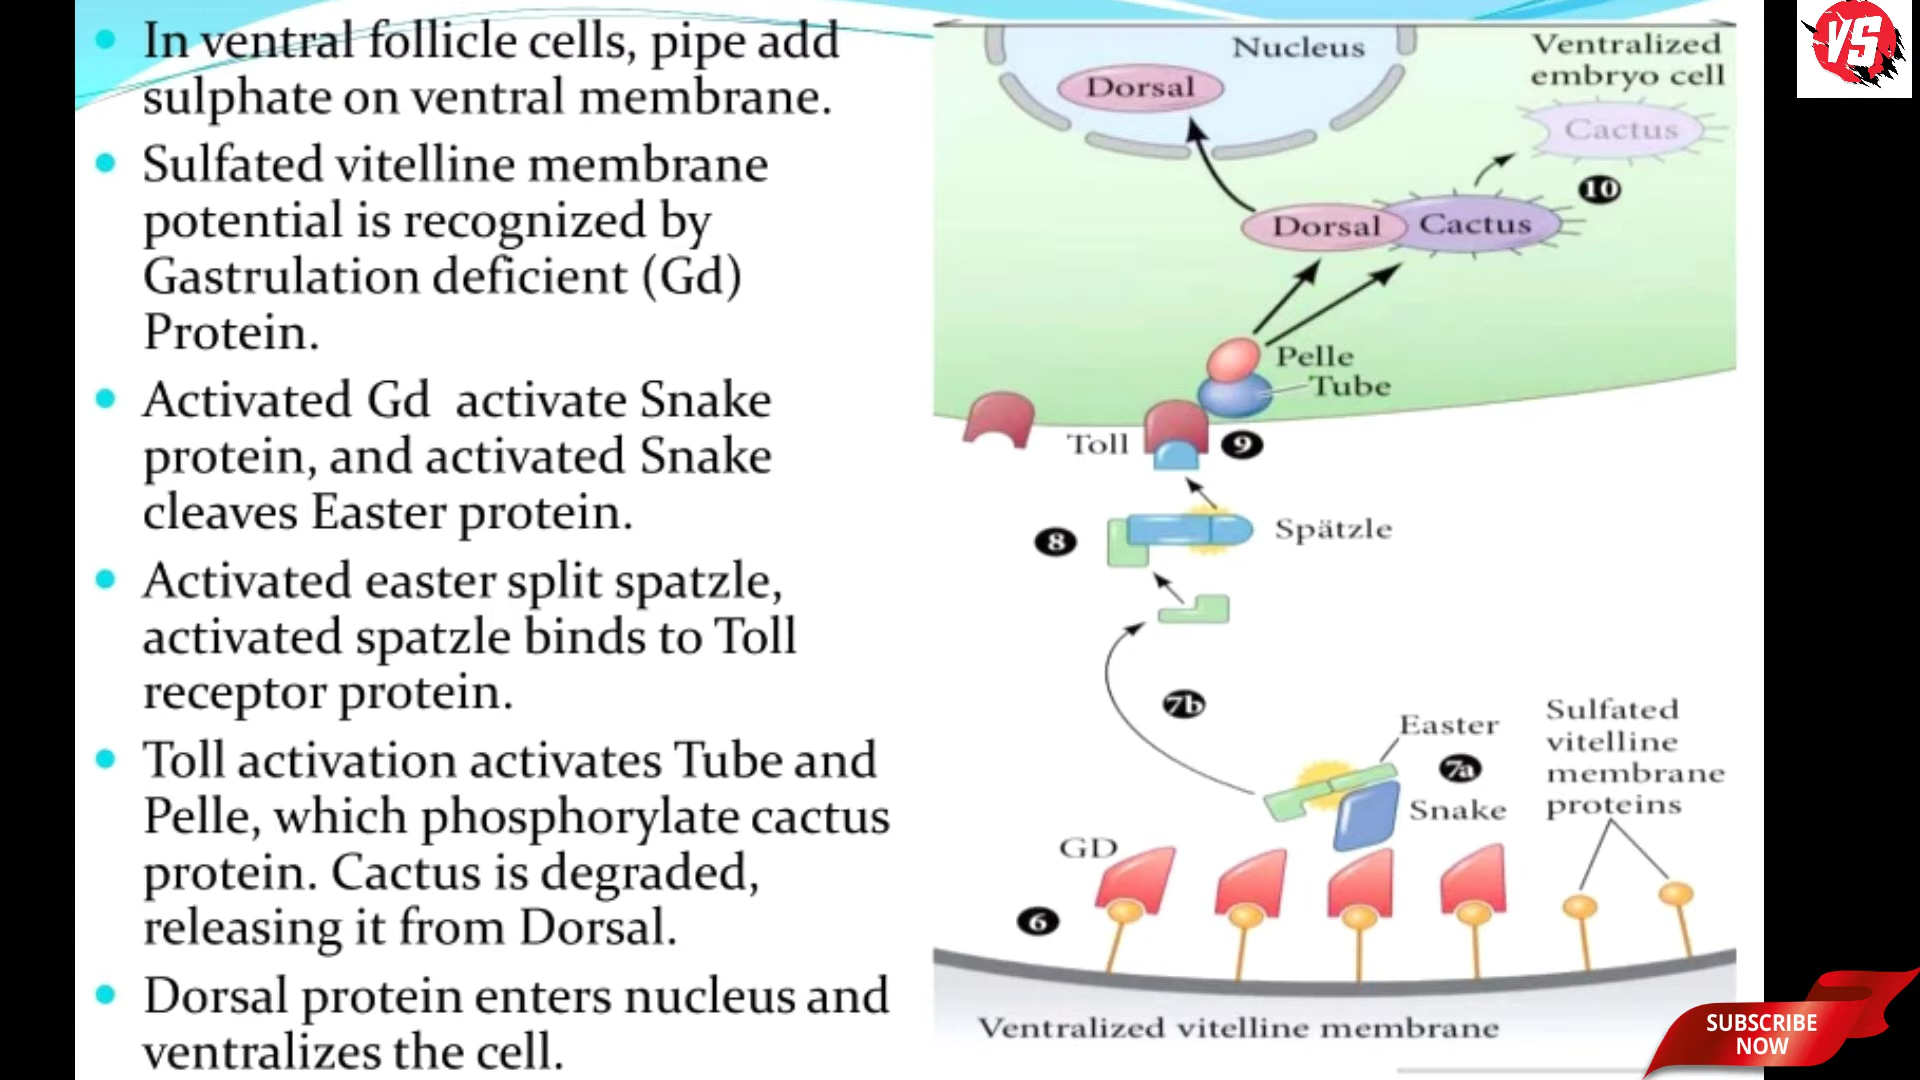 In ventral follicle cells, pipe add
sulphate on ventral membrane.
Sulfated vitelline membrane
potential is recognized by
Gastrulation deficient (Gd)
Protein.
Activated Gd activate Snake
protein, and activated Snake
cleaves Easter protein.
Activated easter split spatzle,
activated spatzle binds to Toll
receptor protein.
Toll activation activates Tube and
Pelle, which phosphorylate cactus
protein. Cactus is degraded,
releasing it from Dorsal.
Dorsal protein enters nucleus and
ventralizes the cell.
Nucleus
Ventralized
embryo cell
Dorsal
Cactus
10
Dorsal
Cactus
Pelle
Tube
Toll
9
8
Spätzle
7b
Easter
7a
Snake
Sulfated
vitelline
membrane
proteins
GD
6
Ventralized vitelline membrane
VS
SUBSCRIBE
NOW